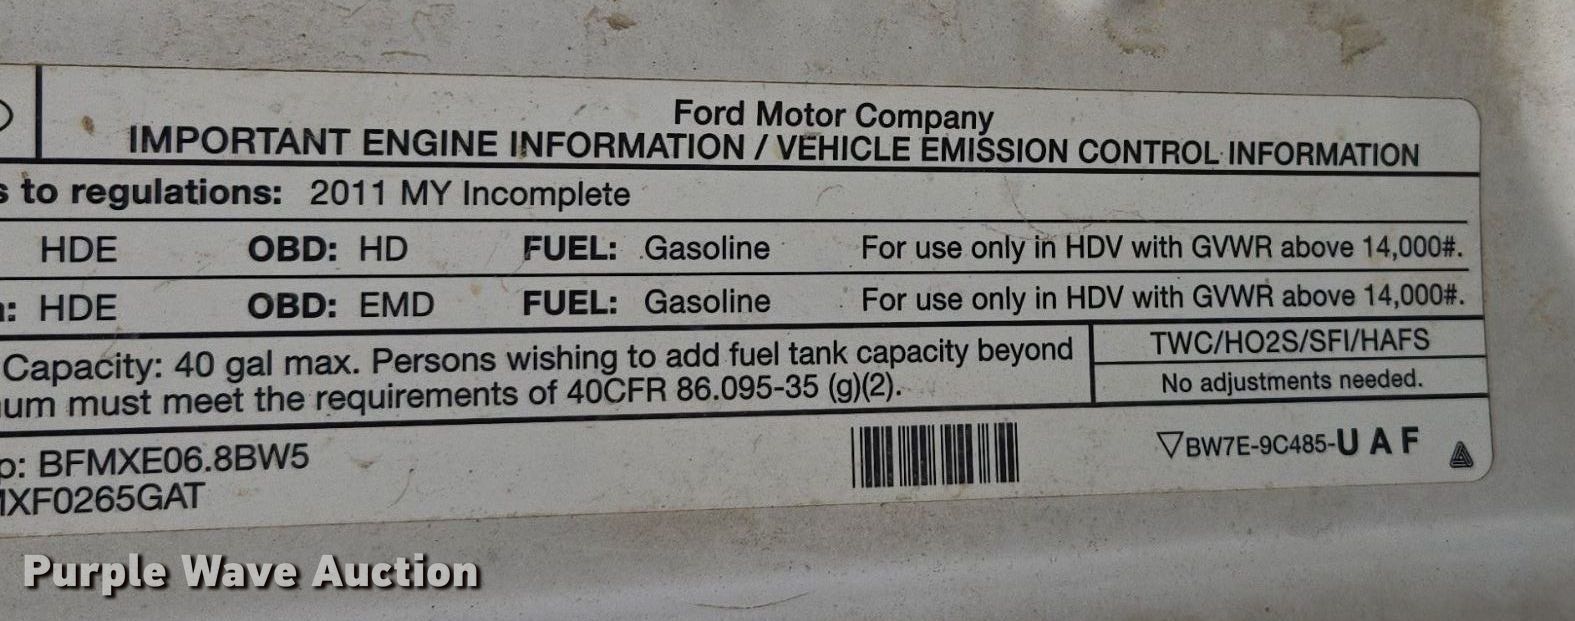 Ford Motor Company
IMPORTANT ENGINE INFORMATION / VEHICLE EMISSION CONTROL INFORMATION
s to regulations: 2011 MY Incomplete
HDE OBD: HD FUEL: Gasoline For use only in HDV with GVWR above 14,000#.
: HDE OBD: EMD FUEL: Gasoline For use only in HDV with GVWR above 14,000#.
Capacity: 40 gal max. Persons wishing to add fuel tank capacity beyond
um must meet the requirements of 40CFR 86.095-35 (g)(2).
TWC/HO2S/SFI/HAFS
No adjustments needed.
p: BFMXE06.8BW5
MXF0265GAT
▽BW7E-9C485-U A F
Purple Wave Auction